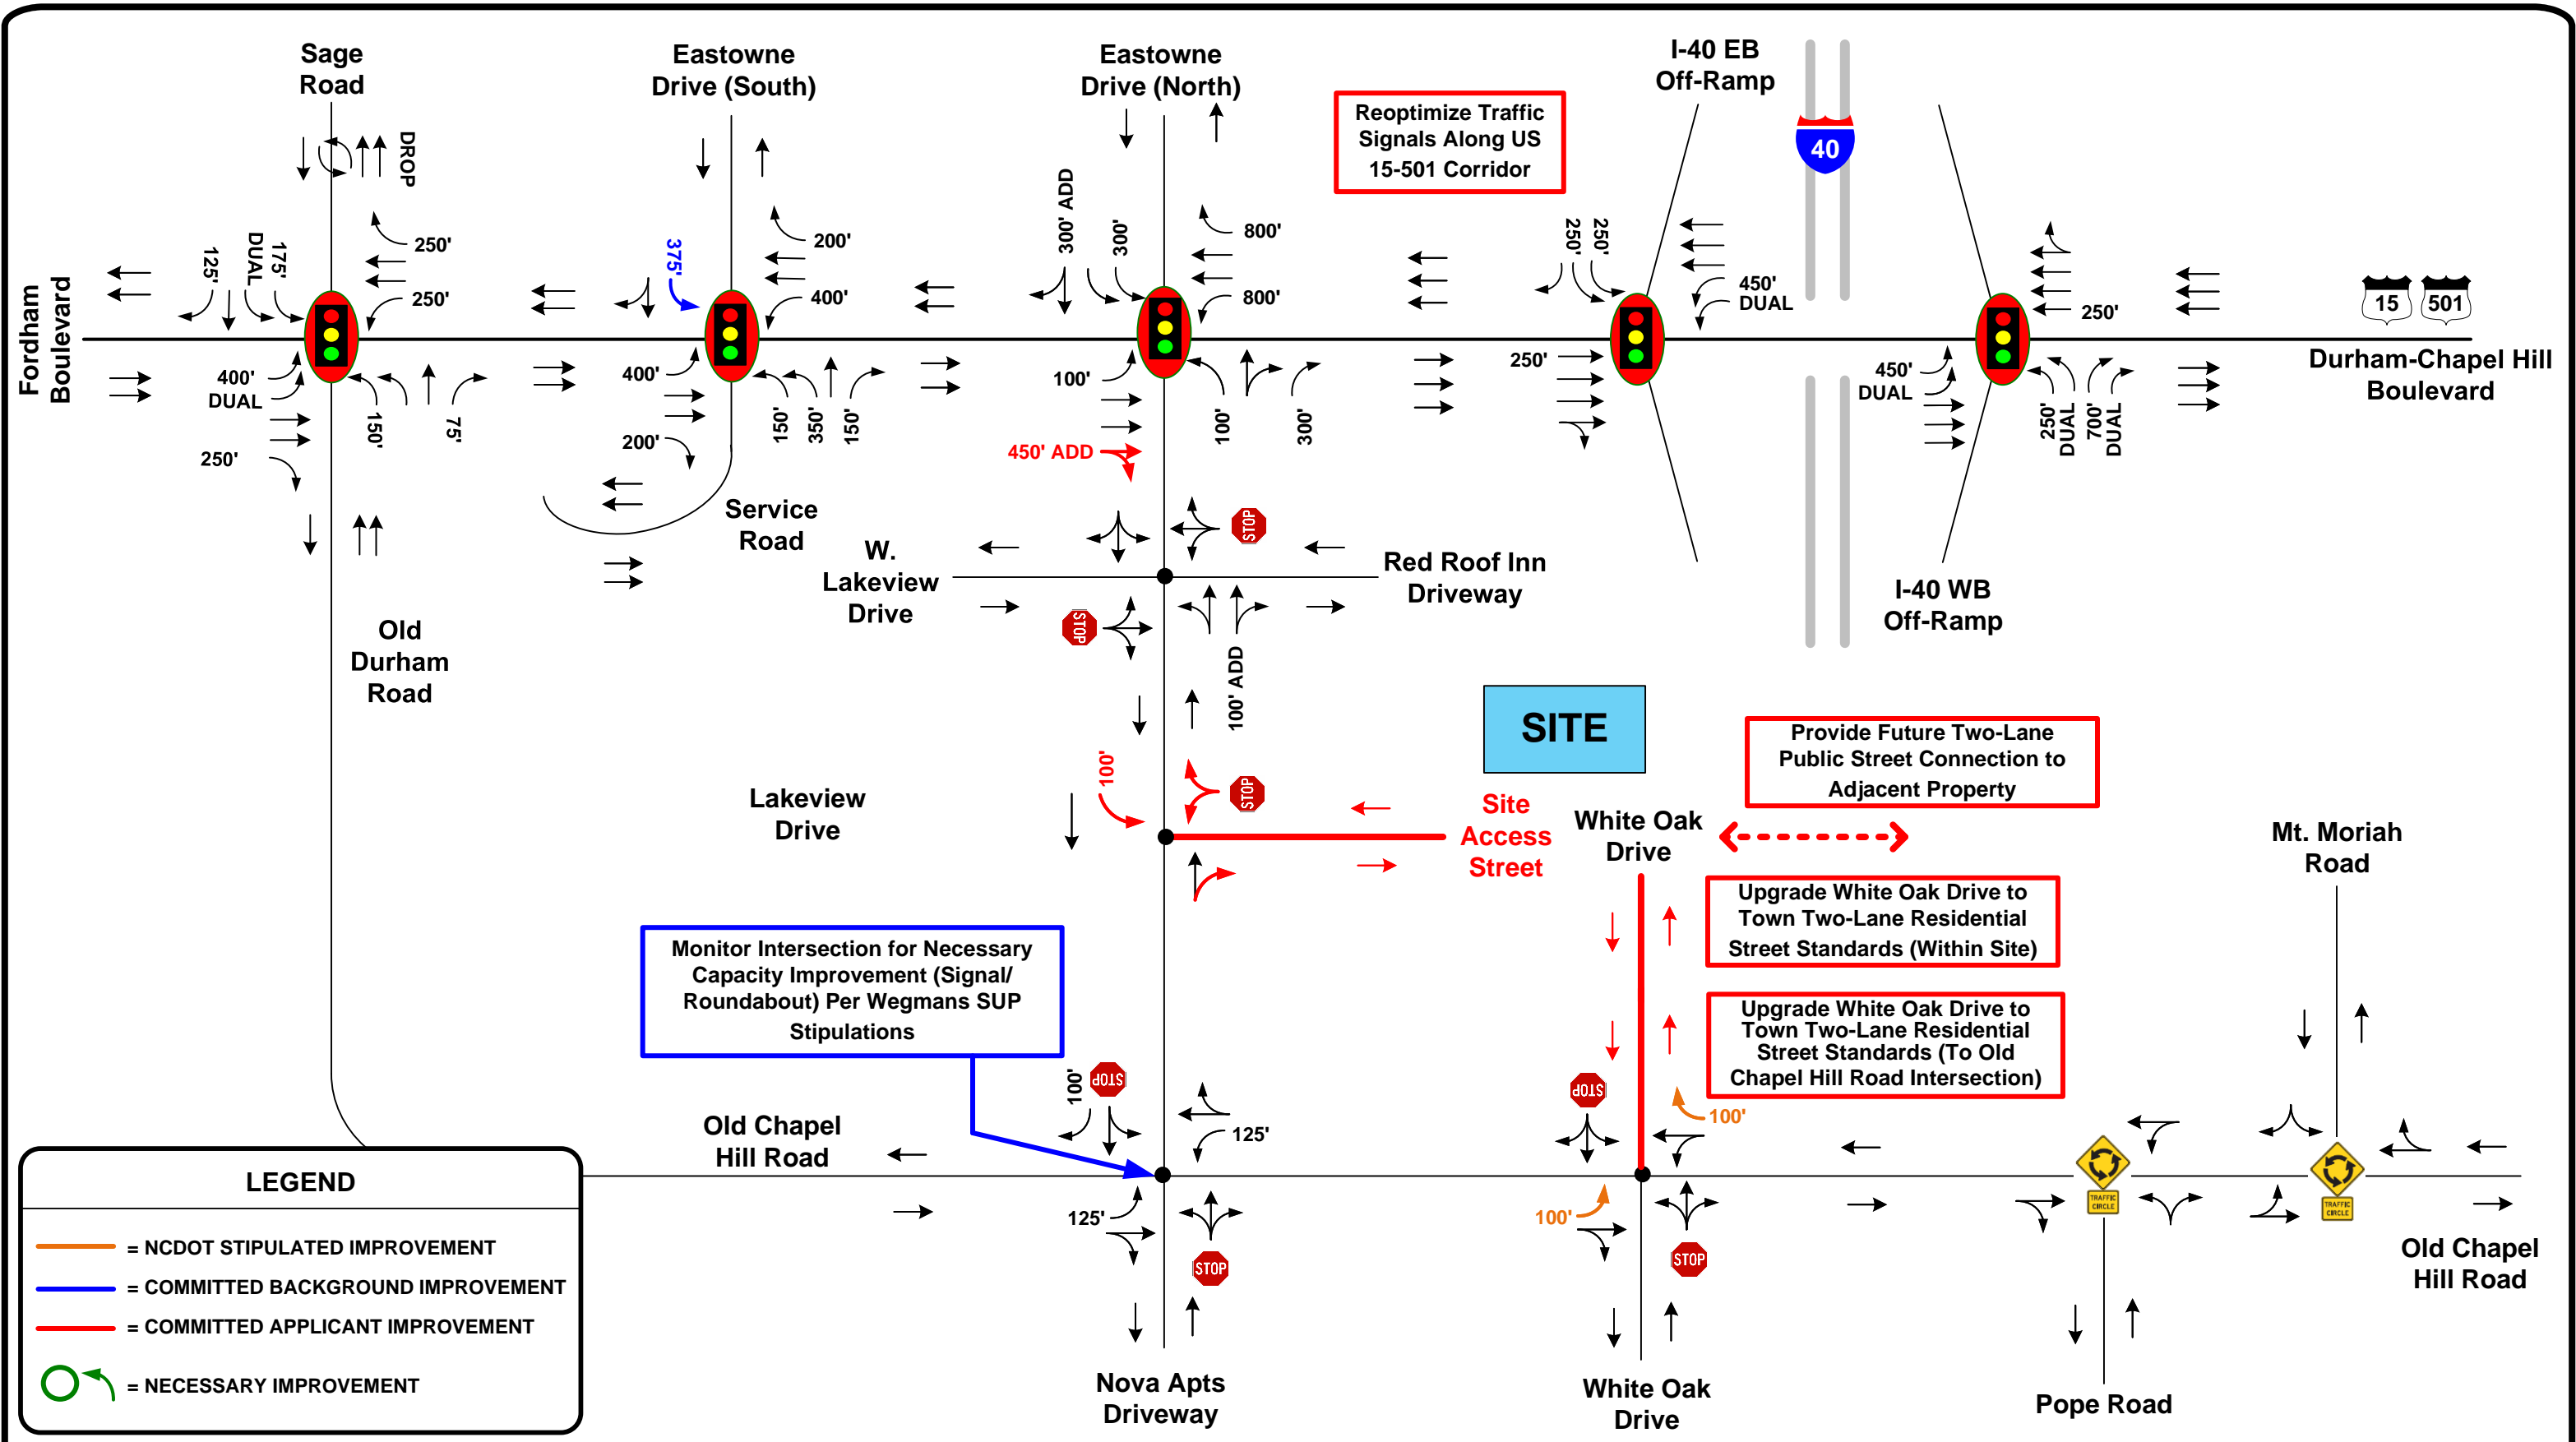 Sage
Road
Eastowne
Drive (South)
Eastowne
Drive (North)
I-40 EB
Off-Ramp
Reoptimize Traffic
Signals Along US
15-501 Corridor
40
DROP
125'
DUAL
175'
250'
250'
375'
200'
400'
300' ADD
300'
800'
800'
250'
250'
450'
DUAL
250'
15
501
Fordham
Boulevard
Durham-Chapel Hill
Boulevard
400'
DUAL
250'
150'
75'
400'
200'
150'
350'
150'
100'
450' ADD
100'
300'
250'
450'
DUAL
250'
DUAL
700'
DUAL
Service
Road
W.
Lakeview
Drive
STOP
Red Roof Inn
Driveway
STOP
100' ADD
I-40 WB
Off-Ramp
Old
Durham
Road
SITE
Provide Future Two-Lane
Public Street Connection to
Adjacent Property
Lakeview
Drive
100'
STOP
Site
Access
Street
White Oak
Drive
Mt. Moriah
Road
Upgrade White Oak Drive to
Town Two-Lane Residential
Street Standards (Within Site)
Monitor Intersection for Necessary
Capacity Improvement (Signal/
Roundabout) Per Wegmans SUP
Stipulations
Upgrade White Oak Drive to
Town Two-Lane Residential
Street Standards (To Old
Chapel Hill Road Intersection)
100'
STOP
STOP
100'
Old Chapel
Hill Road
125'
125'
STOP
100'
STOP
TRAFFIC
CIRCLE
TRAFFIC
CIRCLE
Old Chapel
Hill Road
Nova Apts
Driveway
White Oak
Drive
Pope Road
LEGEND
= NCDOT STIPULATED IMPROVEMENT
= COMMITTED BACKGROUND IMPROVEMENT
= COMMITTED APPLICANT IMPROVEMENT
= NECESSARY IMPROVEMENT